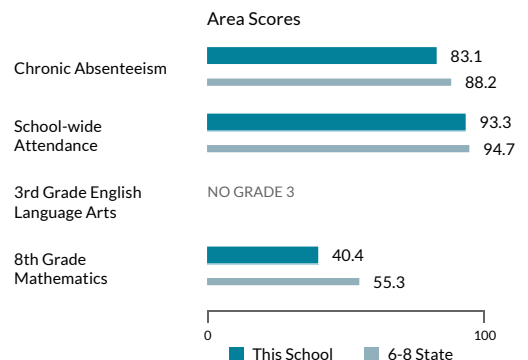 Area Scores
Chronic Absenteeism
83.1
88.2
School-wide
Attendance
93.3
94.7
3rd Grade English
Language Arts
NO GRADE 3
8th Grade
Mathematics
40.4
55.3
0 100
This School 6-8 State